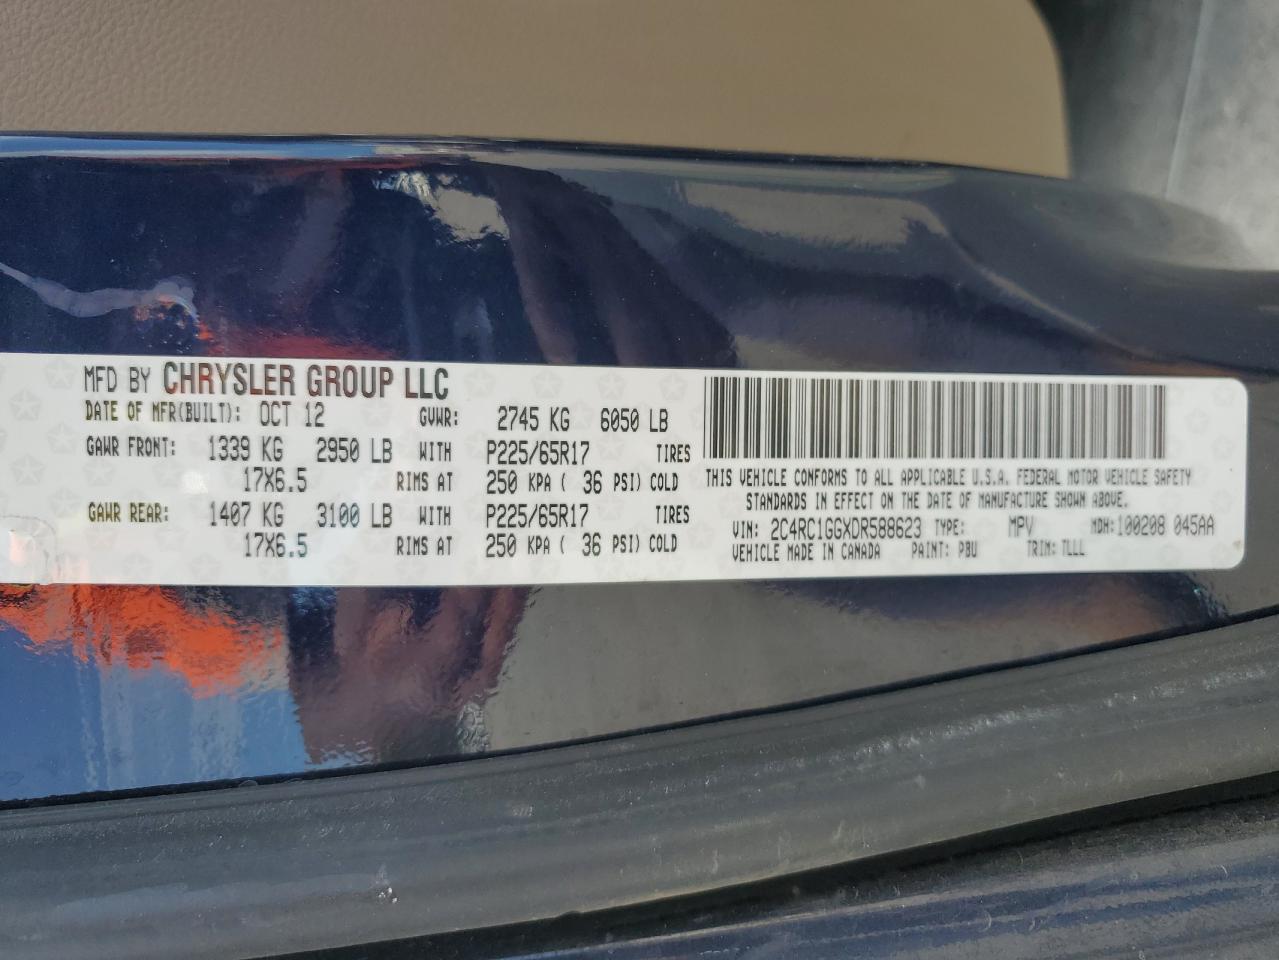 MFD BY CHRYSLER GROUP LLC
DATE OF MFR(BUILT): OCT 12 GVWR: 2745 KG 6050 LB
GAWR FRONT: 1339 KG 2950 LB WITH P225/65R17 TIRES
17X6.5 RIMS AT 250 KPA ( 36 PSI) COLD
GAWR REAR: 1407 KG 3100 LB WITH P225/65R17 TIRES
17X6.5 RIMS AT 250 KPA ( 36 PSI) COLD
THIS VEHICLE CONFORMS TO ALL APPLICABLE U.S.A. FEDERAL MOTOR VEHICLE SAFETY
STANDARDS IN EFFECT ON THE DATE OF MANUFACTURE SHOWN ABOVE.
VIN: 2C4RC1GGXDR588623 TYPE: MPV MDH:100208 045AA
VEHICLE MADE IN CANADA PAINT: PBU TRIM: TLLL